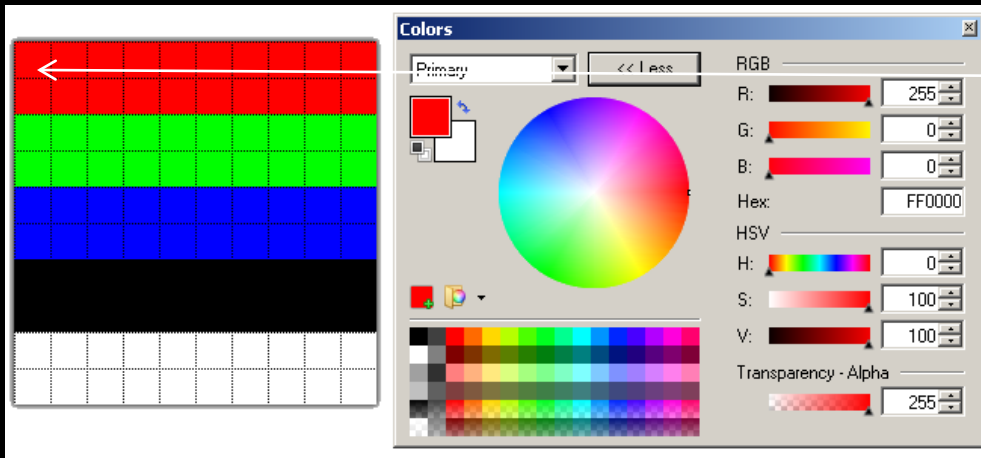 Colors
Primary
<< Less
RGB
R: 255
G: 0
B: 0
Hex: FF0000
HSV
H: 0
S: 100
V: 100
Transparency - Alpha
255